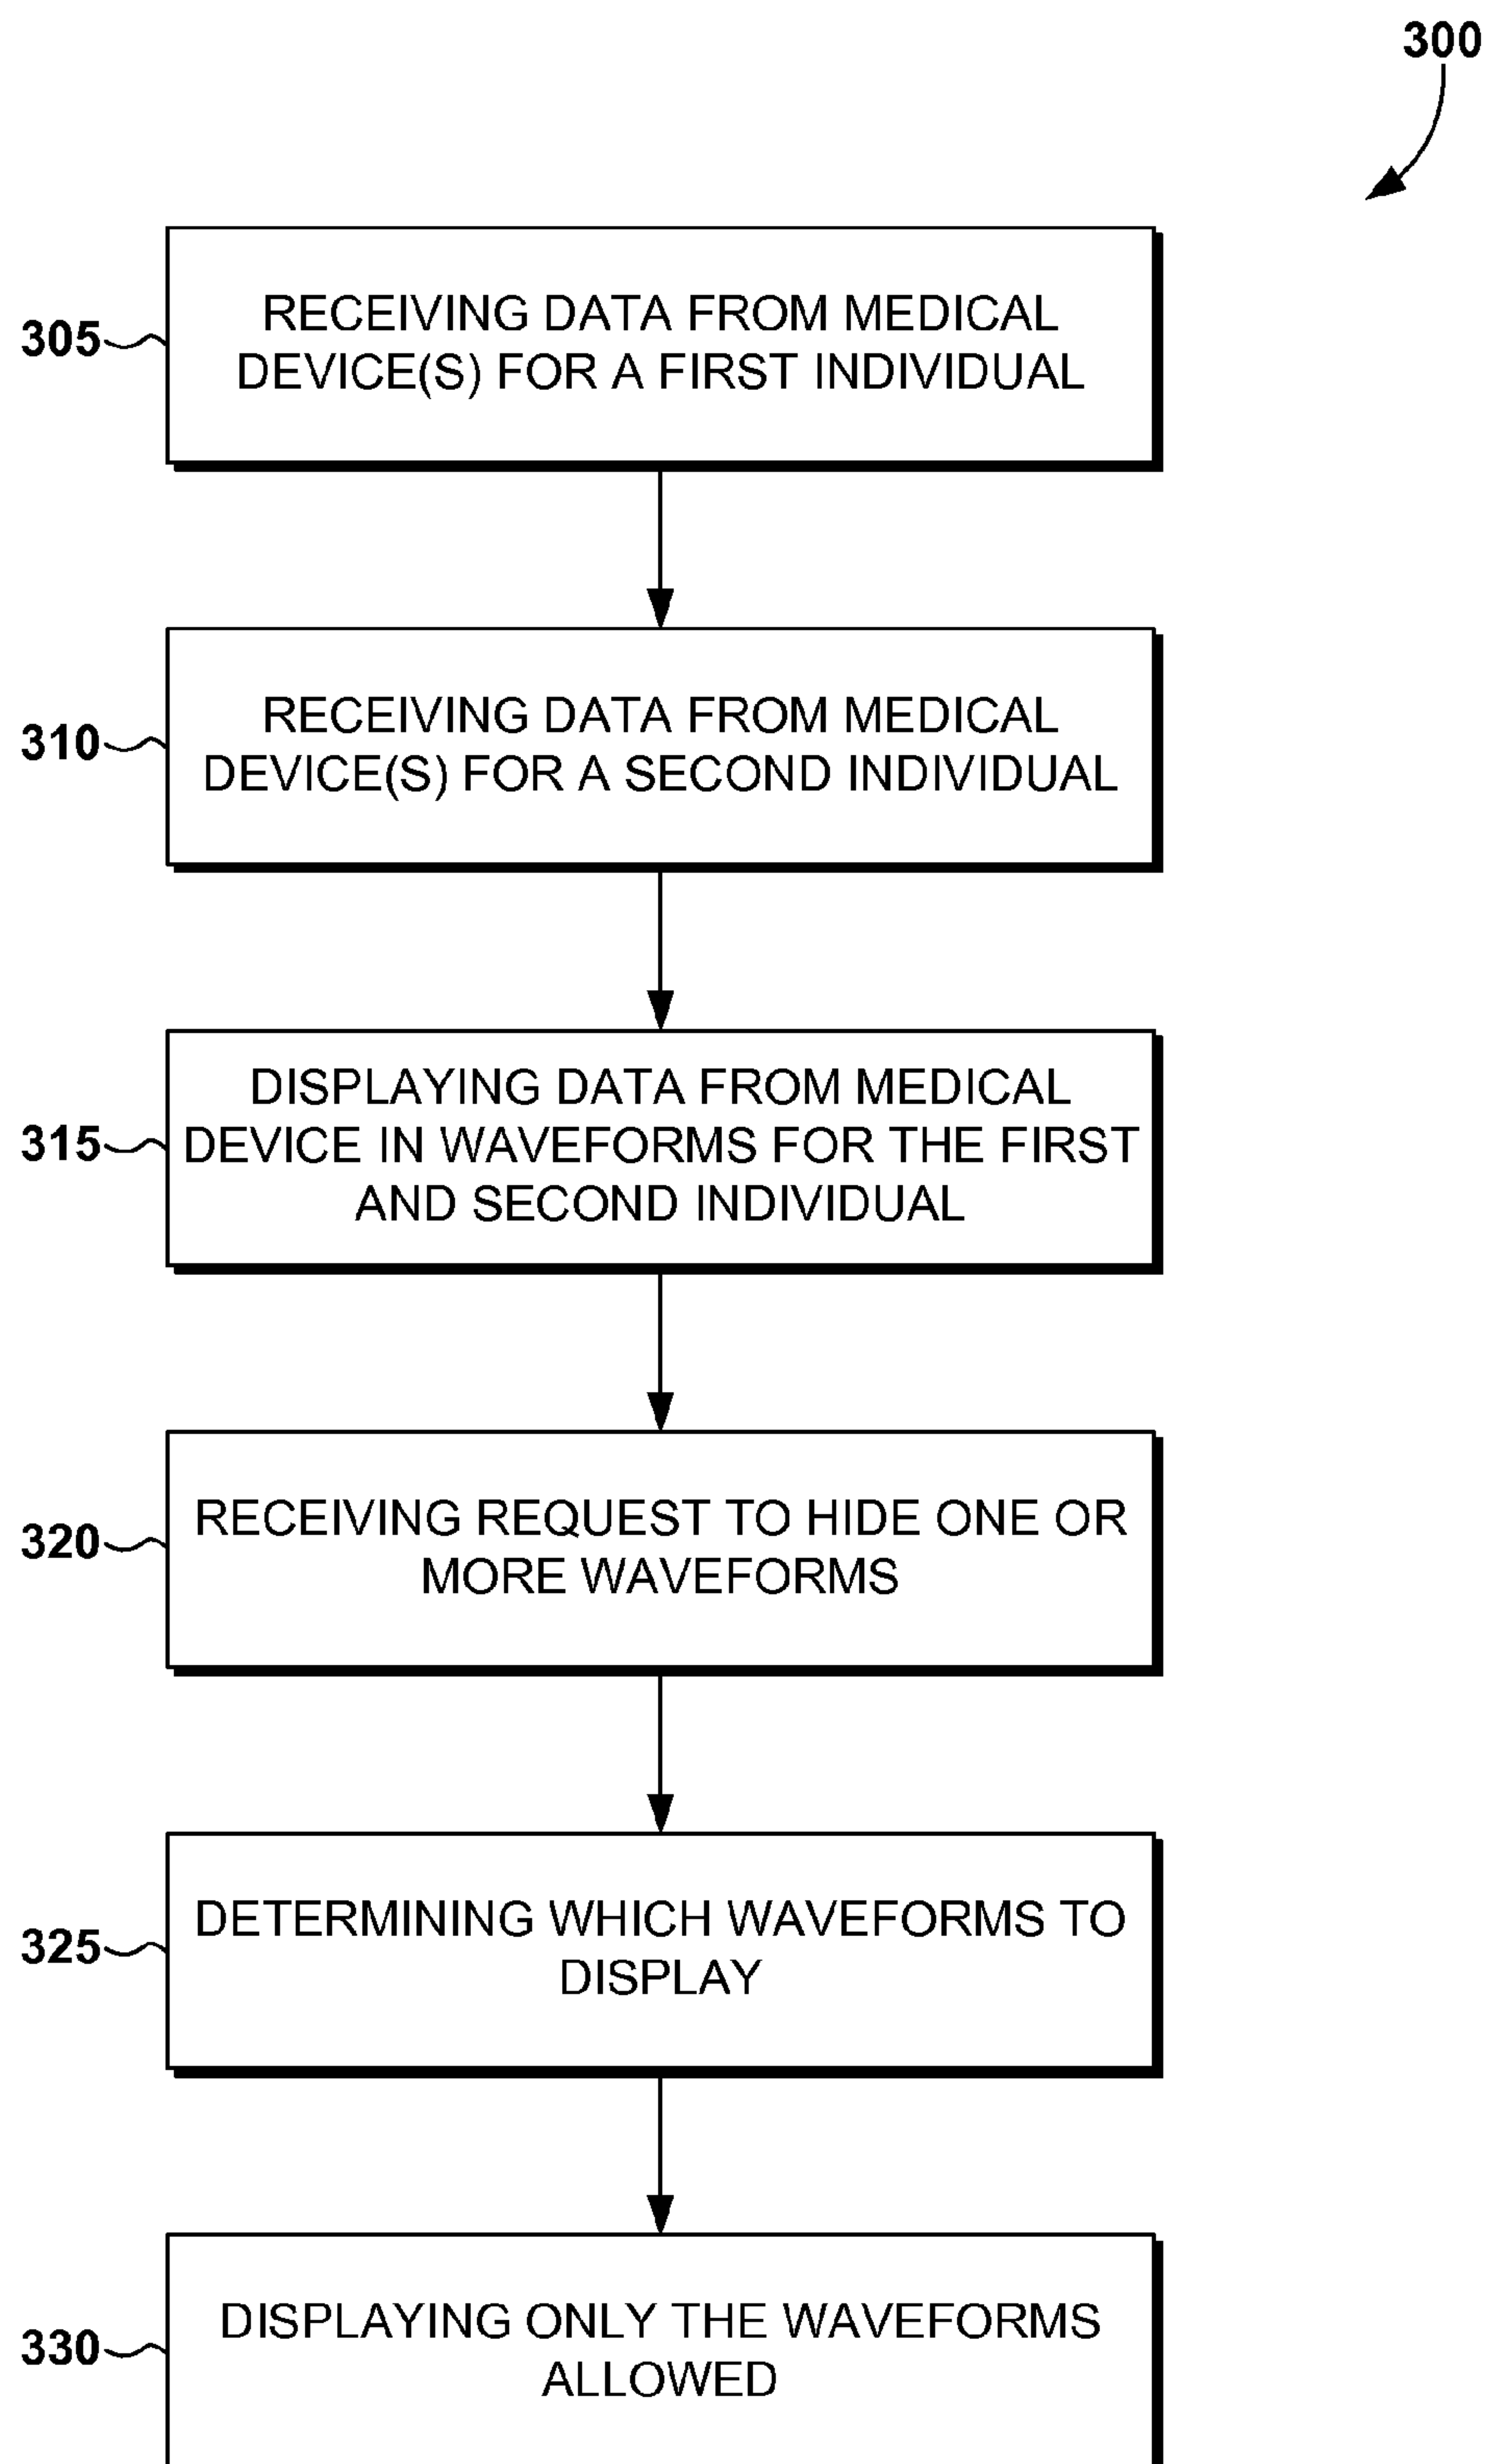 300
305
RECEIVING DATA FROM MEDICAL
DEVICE(S) FOR A FIRST INDIVIDUAL
310
RECEIVING DATA FROM MEDICAL
DEVICE(S) FOR A SECOND INDIVIDUAL
315
DISPLAYING DATA FROM MEDICAL
DEVICE IN WAVEFORMS FOR THE FIRST
AND SECOND INDIVIDUAL
320
RECEIVING REQUEST TO HIDE ONE OR
MORE WAVEFORMS
325
DETERMINING WHICH WAVEFORMS TO
DISPLAY
330
DISPLAYING ONLY THE WAVEFORMS
ALLOWED